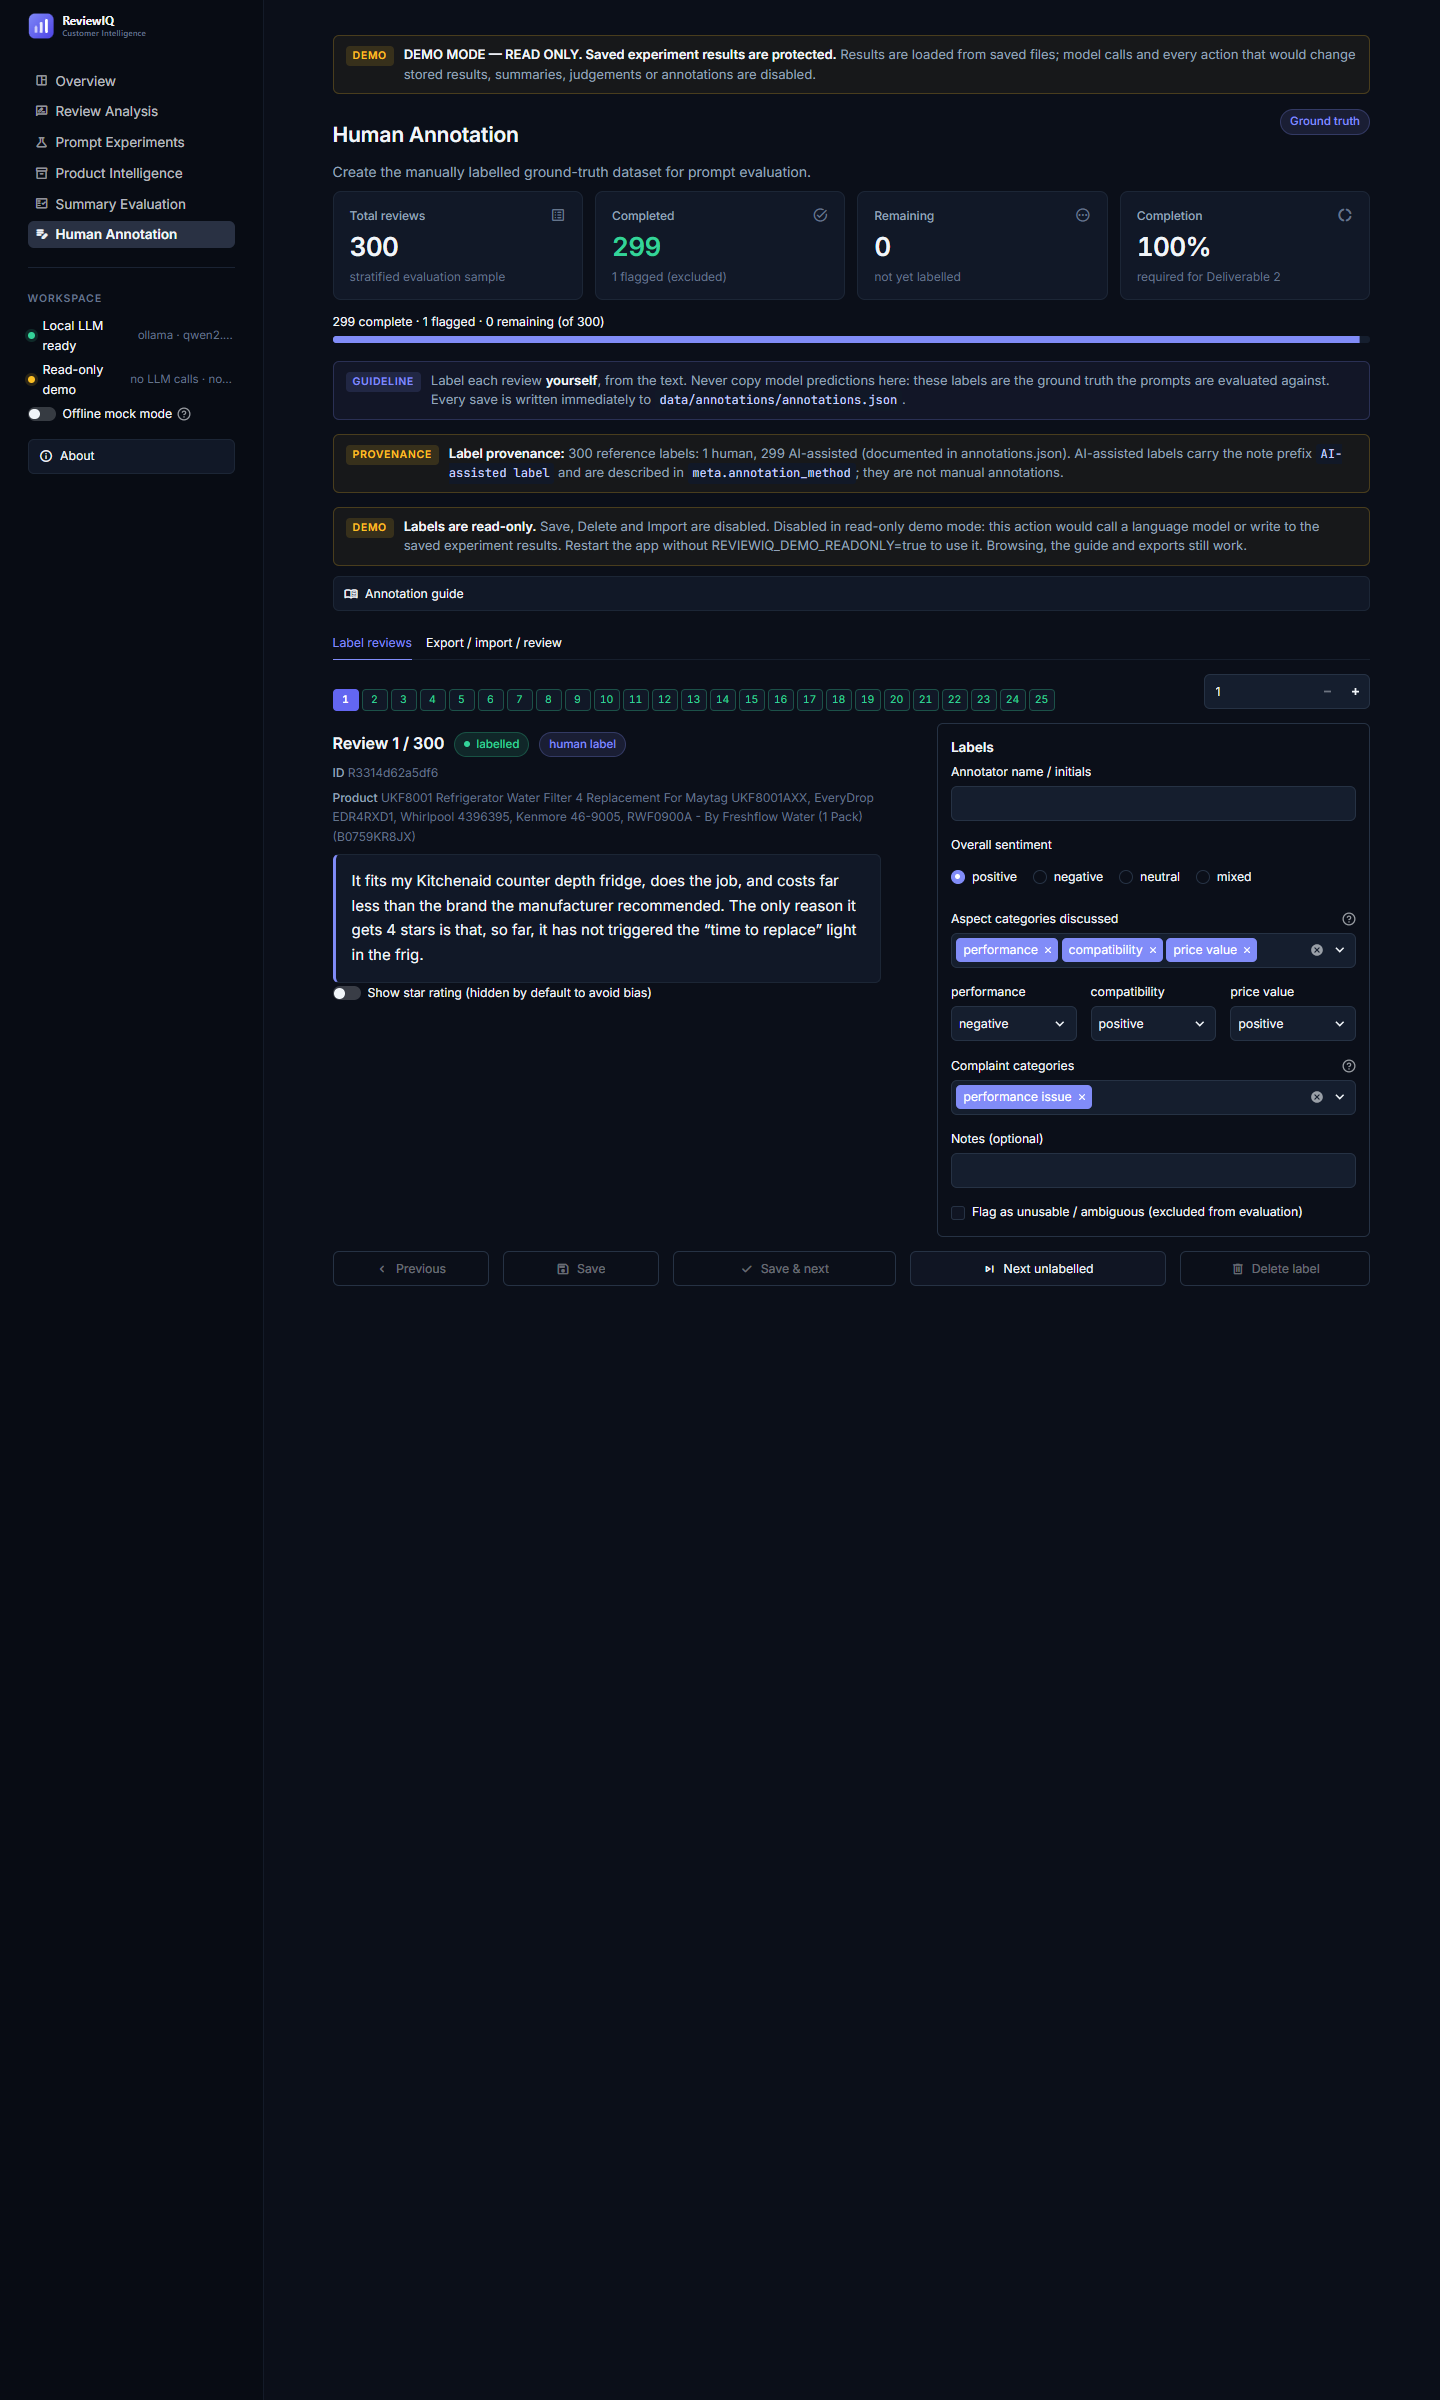 ReviewIQ
Customer Intelligence
Overview
Review Analysis
Prompt Experiments
Product Intelligence
Summary Evaluation
Human Annotation
WORKSPACE
Local LLM ready
ollama · qwen2....
Read-only demo
no LLM calls · no...
Offline mock mode
About
DEMO
DEMO MODE — READ ONLY. Saved experiment results are protected. Results are loaded from saved files; model calls and every action that would change
stored results, summaries, judgements or annotations are disabled.
Human Annotation
Ground truth
Create the manually labelled ground-truth dataset for prompt evaluation.
Total reviews
300
stratified evaluation sample
Completed
299
1 flagged (excluded)
Remaining
0
not yet labelled
Completion
100%
required for Deliverable 2
299 complete · 1 flagged · 0 remaining (of 300)
GUIDELINE
Label each review yourself, from the text. Never copy model predictions here: these labels are the ground truth the prompts are evaluated against.
Every save is written immediately to data/annotations/annotations.json .
PROVENANCE
Label provenance: 300 reference labels: 1 human, 299 AI-assisted (documented in annotations.json). AI-assisted labels carry the note prefix AI-
assisted label and are described in meta.annotation_method ; they are not manual annotations.
DEMO
Labels are read-only. Save, Delete and Import are disabled. Disabled in read-only demo mode: this action would call a language model or write to the
saved experiment results. Restart the app without REVIEWIQ_DEMO_READONLY=true to use it. Browsing, the guide and exports still work.
Annotation guide
Label reviews Export / import / review
1 2 3 4 5 6 7 8 9 10 11 12 13 14 15 16 17 18 19 20 21 22 23 24 25
1 − +
Review 1 / 300 labelled human label
ID R3314d62a5df6
Product UKF8001 Refrigerator Water Filter 4 Replacement For Maytag UKF8001AXX, EveryDrop
EDR4RXD1, Whirlpool 4396395, Kenmore 46-9005, RWF0900A - By Freshflow Water (1 Pack)
(B0759KR8JX)
It fits my Kitchenaid counter depth fridge, does the job, and costs far
less than the brand the manufacturer recommended. The only reason it
gets 4 stars is that, so far, it has not triggered the “time to replace” light
in the frig.
Show star rating (hidden by default to avoid bias)
Labels
Annotator name / initials
Overall sentiment
positive negative neutral mixed
Aspect categories discussed
performance × compatibility × price value ×
performance compatibility price value
negative positive positive
Complaint categories
performance issue ×
Notes (optional)
Flag as unusable / ambiguous (excluded from evaluation)
Previous Save Save & next Next unlabelled Delete label